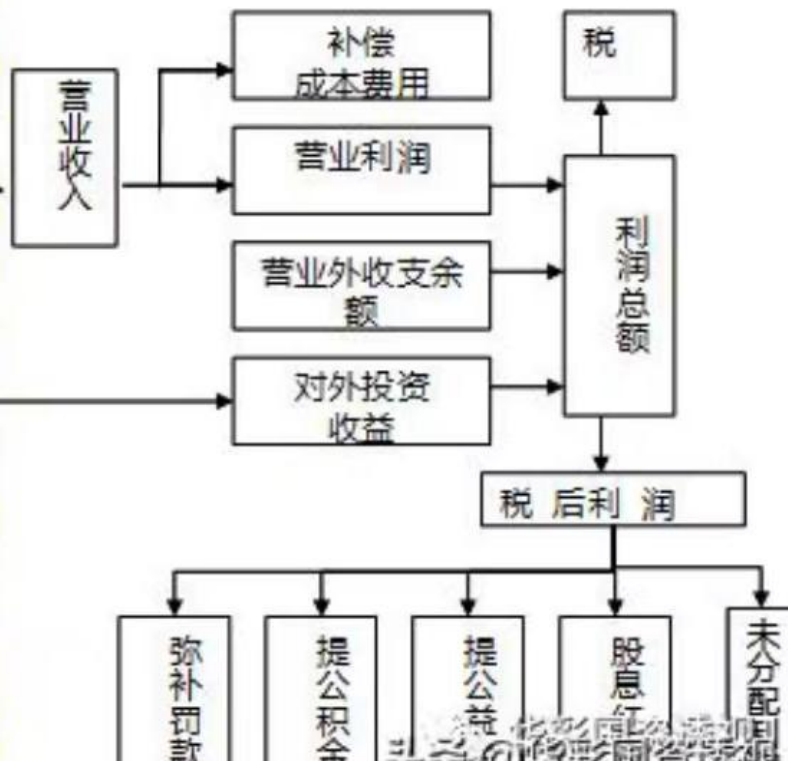 补偿
成本费用
税
营业收入
营业利润
营业外收支余
额
利润总额
对外投资
收益
税 后利 润
弥补罚款
提公积金
提公益
股息红
未分配